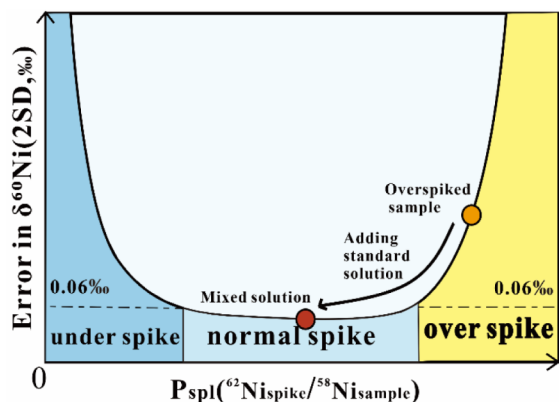 Error in δ⁶⁰Ni(2SD,‰)
Overspiked
sample
Adding
standard
solution
0.06‰
0.06‰
Mixed solution
under spike
normal spike
over spike
0
Pspl(⁶²Nispike/⁵⁸Nisample)